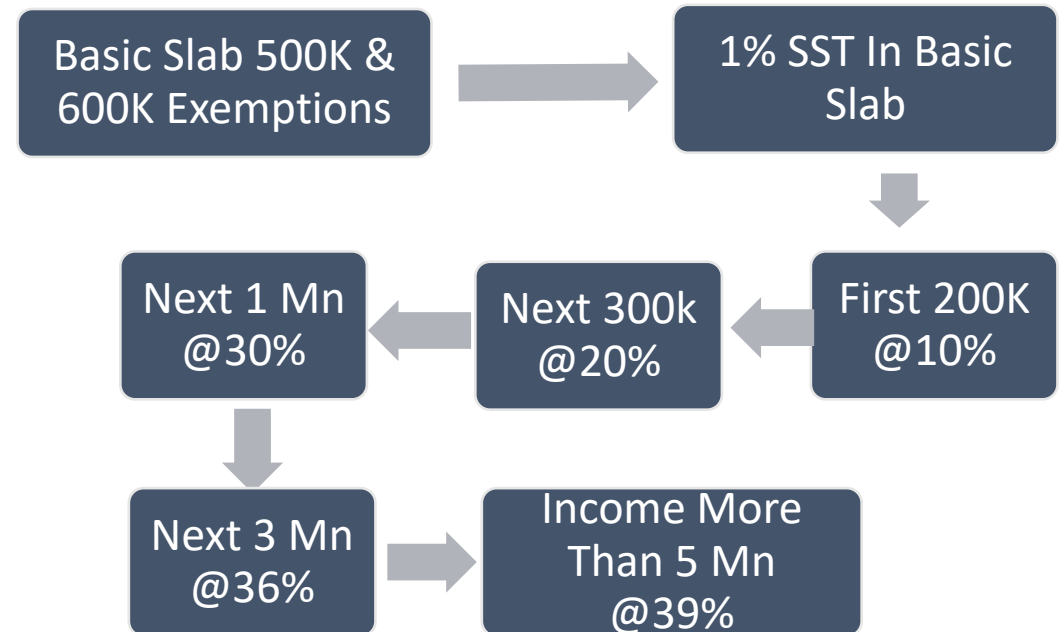 Basic Slab 500K &
600K Exemptions
1% SST In Basic
Slab
First 200K
@10%
Next 300k
@20%
Next 1 Mn
@30%
Next 3 Mn
@36%
Income More
Than 5 Mn
@39%